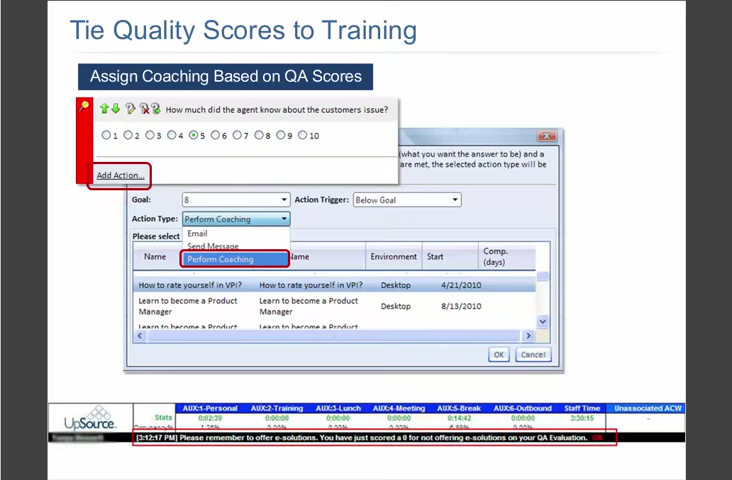 Tie Quality Scores to Training
Assign Coaching Based on QA Scores
How much did the agent know about the customers issue?
1 2 3 4 5 6 7 8 9 10
(what you want the answer to be) and a
are met, the selected action type will be
Add Action...
Goal: 8 Action Trigger: Below Goal
Action Type: Perform Coaching
Email
Please select
Send Message
Perform Coaching
Name Name Environment Start Comp. (days)
How to rate yourself in VPI? How to rate yourself in VPI? Desktop 4/21/2010
Learn to become a Product Manager Learn to become a Product Manager Desktop 8/13/2010
Learn to become a Product Learn to become a Product
OK Cancel
UpSource.
AUX:1-Personal AUX:2-Training AUX:3-Lunch AUX:4-Meeting AUX:5-Break AUX:6-Outbound Staff Time Unassociated ACW
Stats 0:02:39 0:00:00 0:00:00 0:00:00 0:14:42 0:00:00 3:30:15 -
[3:12:17 PM] Please remember to offer e-solutions. You have just scored a 0 for not offering e-solutions on your QA Evaluation. OK